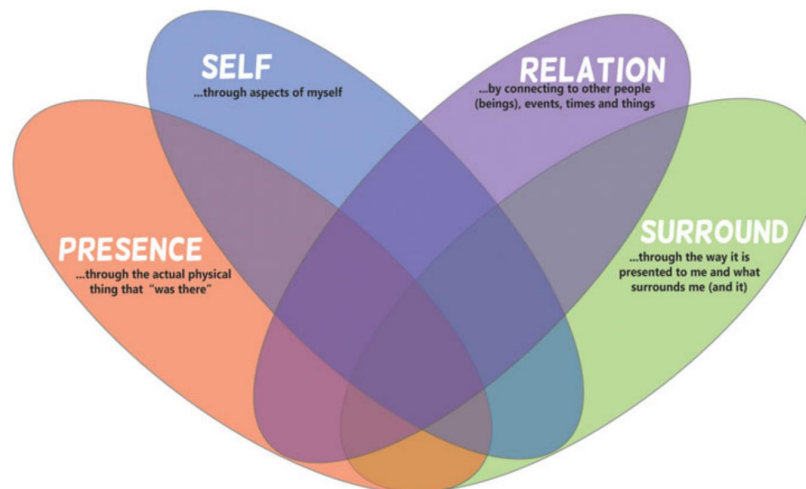 SELF
...through aspects of myself
RELATION
...by connecting to other people
(beings), events, times and things
PRESENCE
...through the actual physical
thing that “was there”
SURROUND
...through the way it is
presented to me and what
surrounds me (and it)